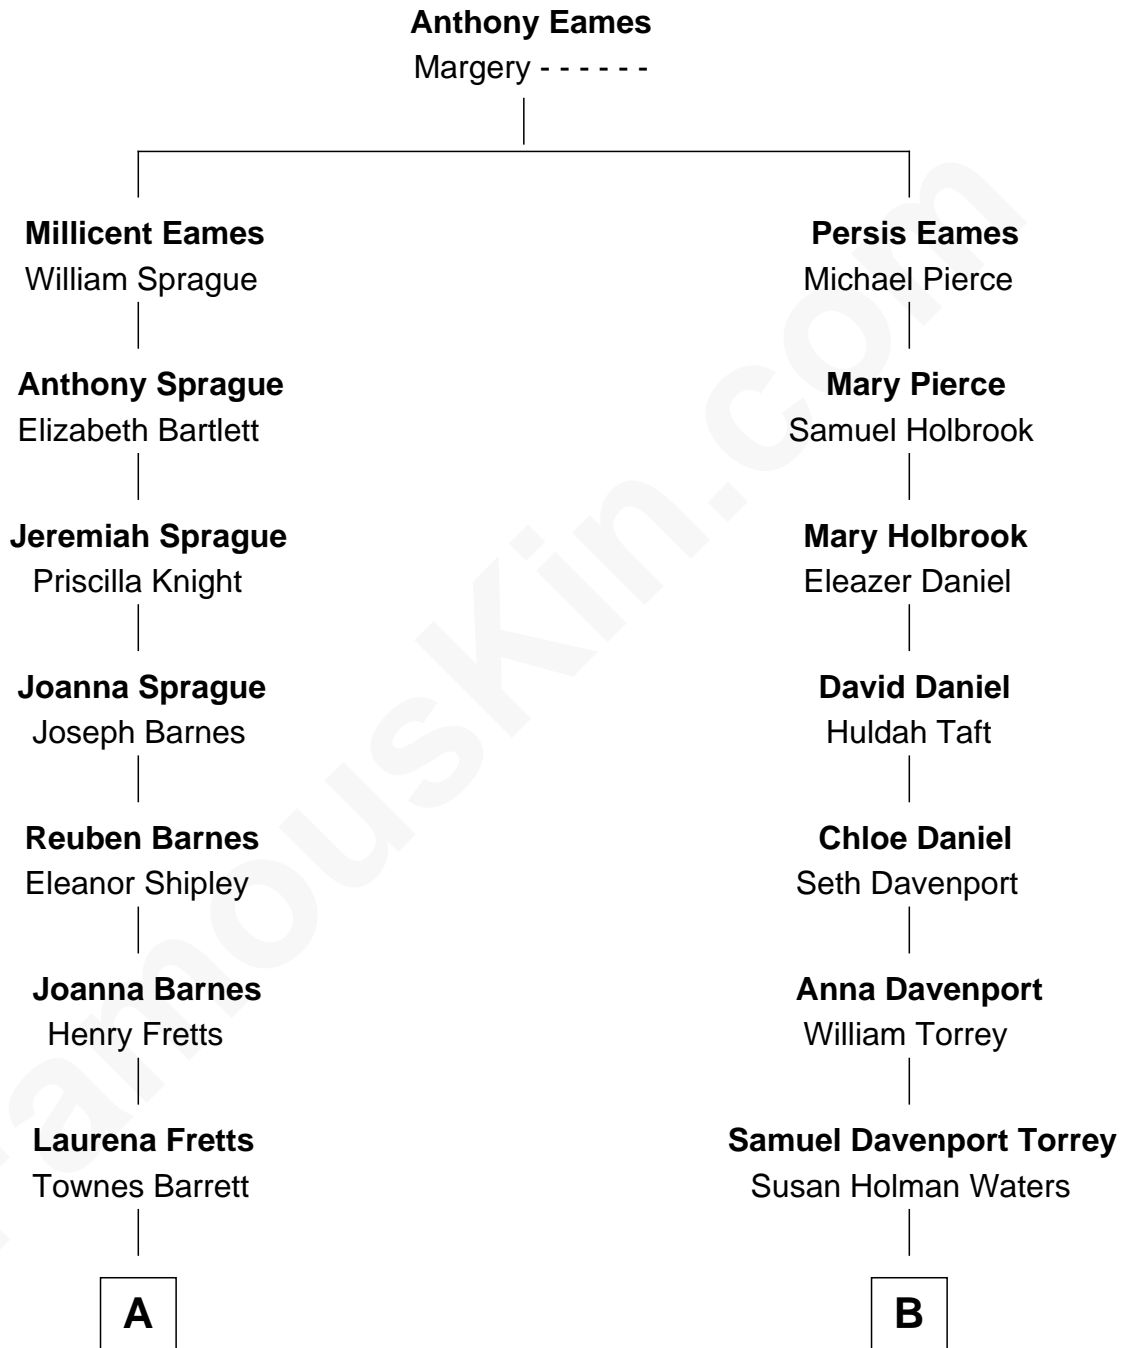 Anthony Eames
Margery - - - - - -
Millicent Eames
William Sprague
Persis Eames
Michael Pierce
Anthony Sprague
Elizabeth Bartlett
Mary Pierce
Samuel Holbrook
Jeremiah Sprague
Priscilla Knight
Mary Holbrook
Eleazer Daniel
Joanna Sprague
Joseph Barnes
David Daniel
Huldah Taft
Reuben Barnes
Eleanor Shipley
Chloe Daniel
Seth Davenport
Joanna Barnes
Henry Fretts
Anna Davenport
William Torrey
Laurena Fretts
Townes Barrett
Samuel Davenport Torrey
Susan Holman Waters
A
B
FamousKin.com